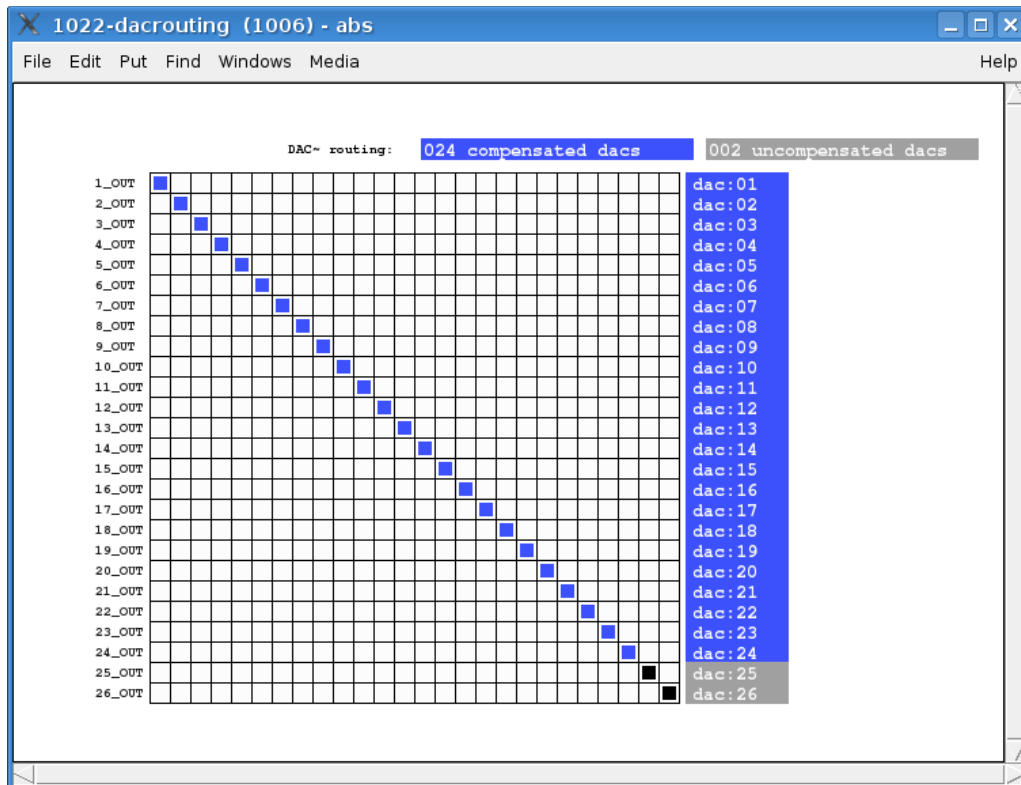 1022-dacrouting (1006) - abs
File Edit Put Find Windows Media Help
DAC~ routing: 024 compensated dacs 002 uncompensated dacs
1_OUT dac:01
2_OUT dac:02
3_OUT dac:03
4_OUT dac:04
5_OUT dac:05
6_OUT dac:06
7_OUT dac:07
8_OUT dac:08
9_OUT dac:09
10_OUT dac:10
11_OUT dac:11
12_OUT dac:12
13_OUT dac:13
14_OUT dac:14
15_OUT dac:15
16_OUT dac:16
17_OUT dac:17
18_OUT dac:18
19_OUT dac:19
20_OUT dac:20
21_OUT dac:21
22_OUT dac:22
23_OUT dac:23
24_OUT dac:24
25_OUT dac:25
26_OUT dac:26